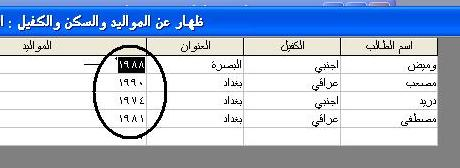 ظهار عن المواليد والسكن والكفيل : ا
اسم الطالب الكفيل العنوان المواليد
وميض اجنبي البصرة ١٩٨٨
مصعب عراقي بغداد ١٩٩٠
دريد اجنبي بغداد ١٩٧٤
مصطفى عراقي بغداد ١٩٨١